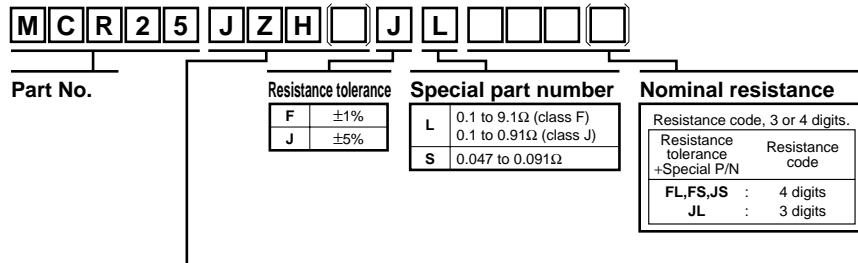 M C R 2 5 J Z H ( ) J L ( )
Part No.
Resistance tolerance
F ±1%
J ±5%
Special part number
L 0.1 to 9.1Ω (class F)
0.1 to 0.91Ω (class J)
S 0.047 to 0.091Ω
Nominal resistance
Resistance code, 3 or 4 digits.
Resistance tolerance +Special P/N
Resistance code
FL,FS,JS : 4 digits
JL : 3 digits